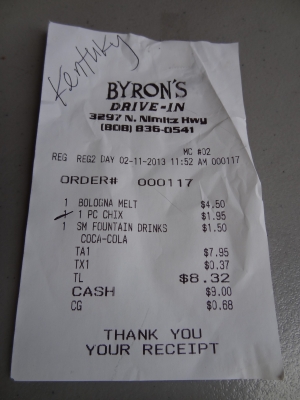 Kentuky
BYRON'S
DRIVE-IN
3297 N. Nimitz Hwy
(808) 836-0541
MC #02
REG REG2 DAY 02-11-2013 11:52 AM 000117
ORDER# 000117
1 BOLOGNA MELT $4.50
1 1 PC CHIX $1.95
1 SM FOUNTAIN DRINKS $1.50
COCA-COLA
TA1 $7.95
TX1 $0.37
TL $8.32
CASH $9.00
CG $0.68
THANK YOU
YOUR RECEIPT